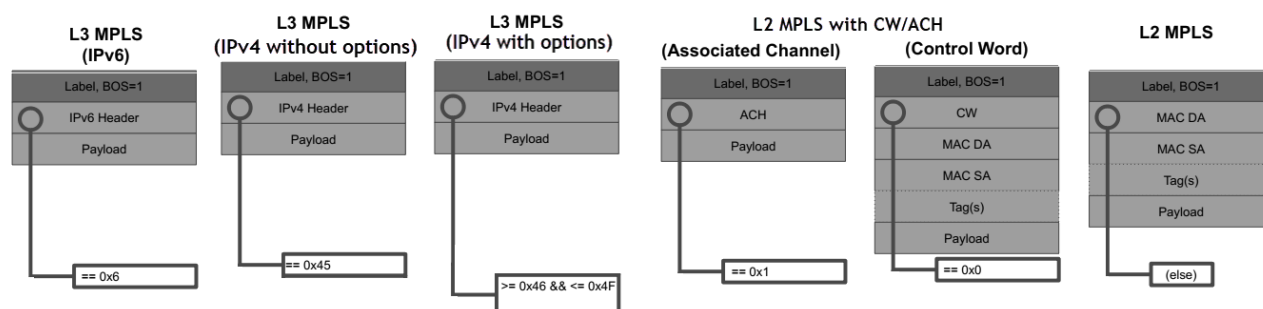 L3 MPLS
(IPv6)
Label, BOS=1
IPv6 Header
Payload
== 0x6
L3 MPLS
(IPv4 without options)
Label, BOS=1
IPv4 Header
Payload
== 0x45
L3 MPLS
(IPv4 with options)
Label, BOS=1
IPv4 Header
Payload
>= 0x46 && <= 0x4F
L2 MPLS with CW/ACH
(Associated Channel)
Label, BOS=1
ACH
Payload
== 0x1
(Control Word)
Label, BOS=1
CW
MAC DA
MAC SA
Tag(s)
Payload
== 0x0
L2 MPLS
Label, BOS=1
MAC DA
MAC SA
Tag(s)
Payload
(else)